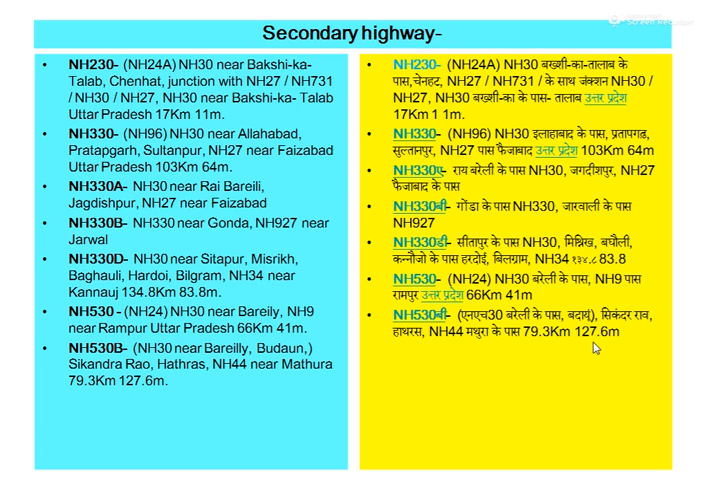 Secondary highway-
Screen Recorder
• NH230- (NH24A) NH30 near Bakshi-ka-
Talab, Chenhat, junction with NH27 / NH731
/ NH30 / NH27, NH30 near Bakshi-ka- Talab
Uttar Pradesh 17Km 11m.
• NH330- (NH96) NH30 near Allahabad,
Pratapgarh, Sultanpur, NH27 near Faizabad
Uttar Pradesh 103Km 64m.
• NH330A- NH30 near Rai Bareili,
Jagdishpur, NH27 near Faizabad
• NH330B- NH330 near Gonda, NH927 near
Jarwal
• NH330D- NH30 near Sitapur, Misrikh,
Baghauli, Hardoi, Bilgram, NH34 near
Kannauj 134.8Km 83.8m.
• NH530 - (NH24) NH30 near Bareily, NH9
near Rampur Uttar Pradesh 66Km 41m.
• NH530B- (NH30 near Bareilly, Budaun,)
Sikandra Rao, Hathras, NH44 near Mathura
79.3Km 127.6m.
• NH230- (NH24A) NH30 बख्शी-का-तालाब के
पास,चेनहट, NH27 / NH731 / के साथ जंक्शन NH30 /
NH27, NH30 बख्शी-का के पास- तालाब उत्तर प्रदेश
17Km 1 1m.
• NH330- (NH96) NH30 इलाहाबाद के पास, प्रतापगढ़,
सुल्तानपुर, NH27 पास फैजाबाद उत्तर प्रदेश 103Km 64m
• NH330ए- राय बरेली के पास NH30, जगदीशपुर, NH27
फैजाबाद के पास
• NH330बी- गोंडा के पास NH330, जारवाली के पास
NH927
• NH330डी- सीतापुर के पास NH30, मिश्रिख, बघौली,
कन्नौजो के पास हरदोई, बिलग्राम, NH34 १३४.८ 83.8
• NH530- (NH24) NH30 बरेली के पास, NH9 पास
रामपुर उत्तर प्रदेश 66Km 41m
• NH530बी- (एनएच30 बरेली के पास, बदायूं) सिकंदर राव,
हाथरस, NH44 मथुरा के पास 79.3Km 127.6m